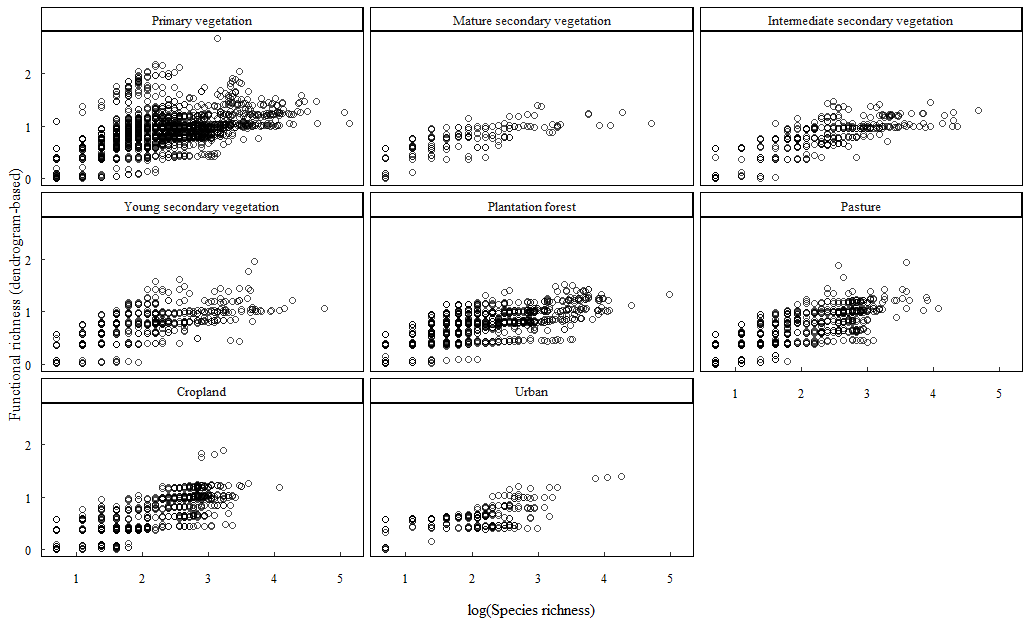 Primary vegetation
Mature secondary vegetation
Intermediate secondary vegetation
2
1
0
Young secondary vegetation
Plantation forest
Pasture
2
1
0
1 2 3 4 5
Cropland
Urban
2
1
0
1 2 3 4 5
1 2 3 4 5
Functional richness (dendrogram-based)
log(Species richness)